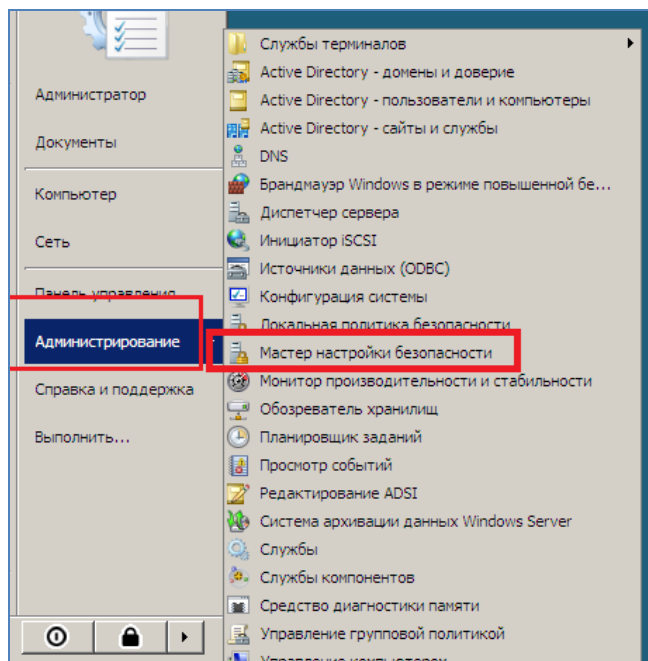 Администратор
Документы
Компьютер
Сеть
Панель управления
Администрирование
Справка и поддержка
Выполнить...
Службы терминалов
Active Directory - домены и доверие
Active Directory - пользователи и компьютеры
Active Directory - сайты и службы
DNS
Брандмауэр Windows в режиме повышенной бе...
Диспетчер сервера
Инициатор iSCSI
Источники данных (ODBC)
Конфигурация системы
Локальная политика безопасности
Мастер настройки безопасности
Монитор производительности и стабильности
Обозреватель хранилищ
Планировщик заданий
Просмотр событий
Редактирование ADSI
Система архивации данных Windows Server
Службы
Службы компонентов
Средство диагностики памяти
Управление групповой политикой
Управление компьютером